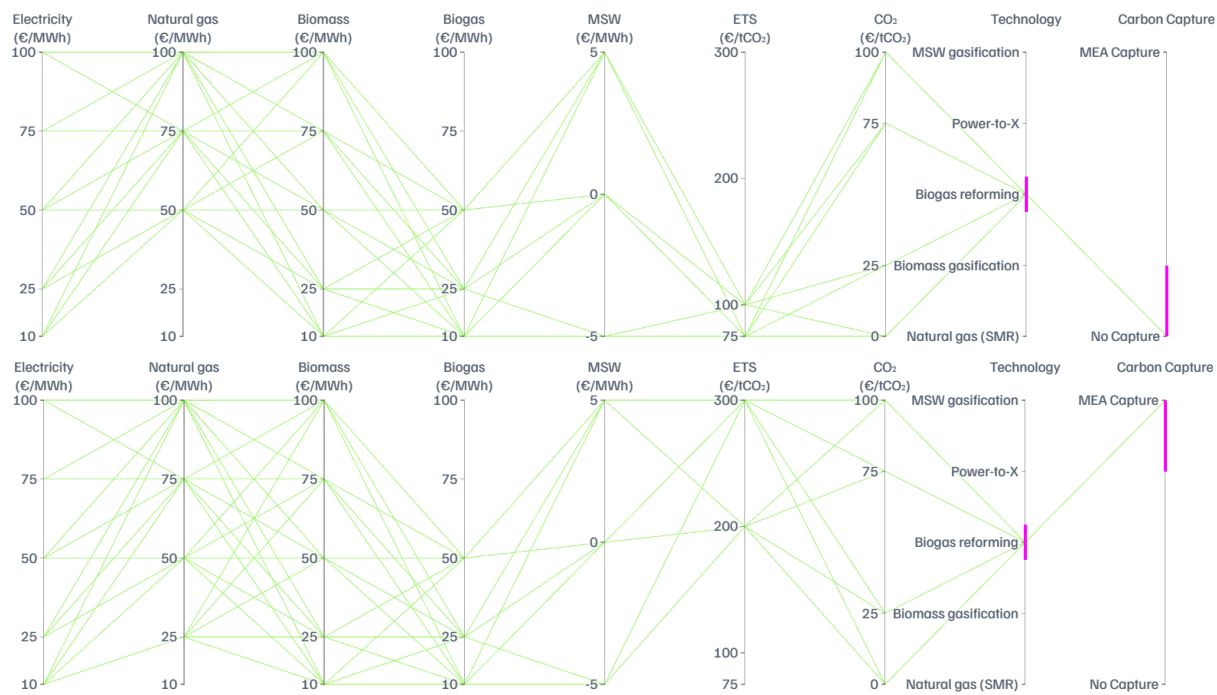 Electricity Natural gas Biomass Biogas MSW ETS CO₂ Technology Carbon Capture
(€/MWh) (€/MWh) (€/MWh) (€/MWh) (€/MWh) (€/tCO₂) (€/tCO₂)
100 100 100 100 5 300 100 MSW gasification MEA Capture
75 75 75 75 75 Power-to-X
200
50 50 50 50 0 Biogas reforming
25 25 25 25 25 Biomass gasification
100
10 10 10 10 -5 75 0 Natural gas (SMR) No Capture
Electricity Natural gas Biomass Biogas MSW ETS CO₂ Technology Carbon Capture
(€/MWh) (€/MWh) (€/MWh) (€/MWh) (€/MWh) (€/tCO₂) (€/tCO₂)
100 100 100 100 5 300 100 MSW gasification MEA Capture
75 75 75 75 75 Power-to-X
200
50 50 50 50 0 Biogas reforming
25 25 25 25 25 Biomass gasification
100
10 10 10 10 -5 75 0 Natural gas (SMR) No Capture